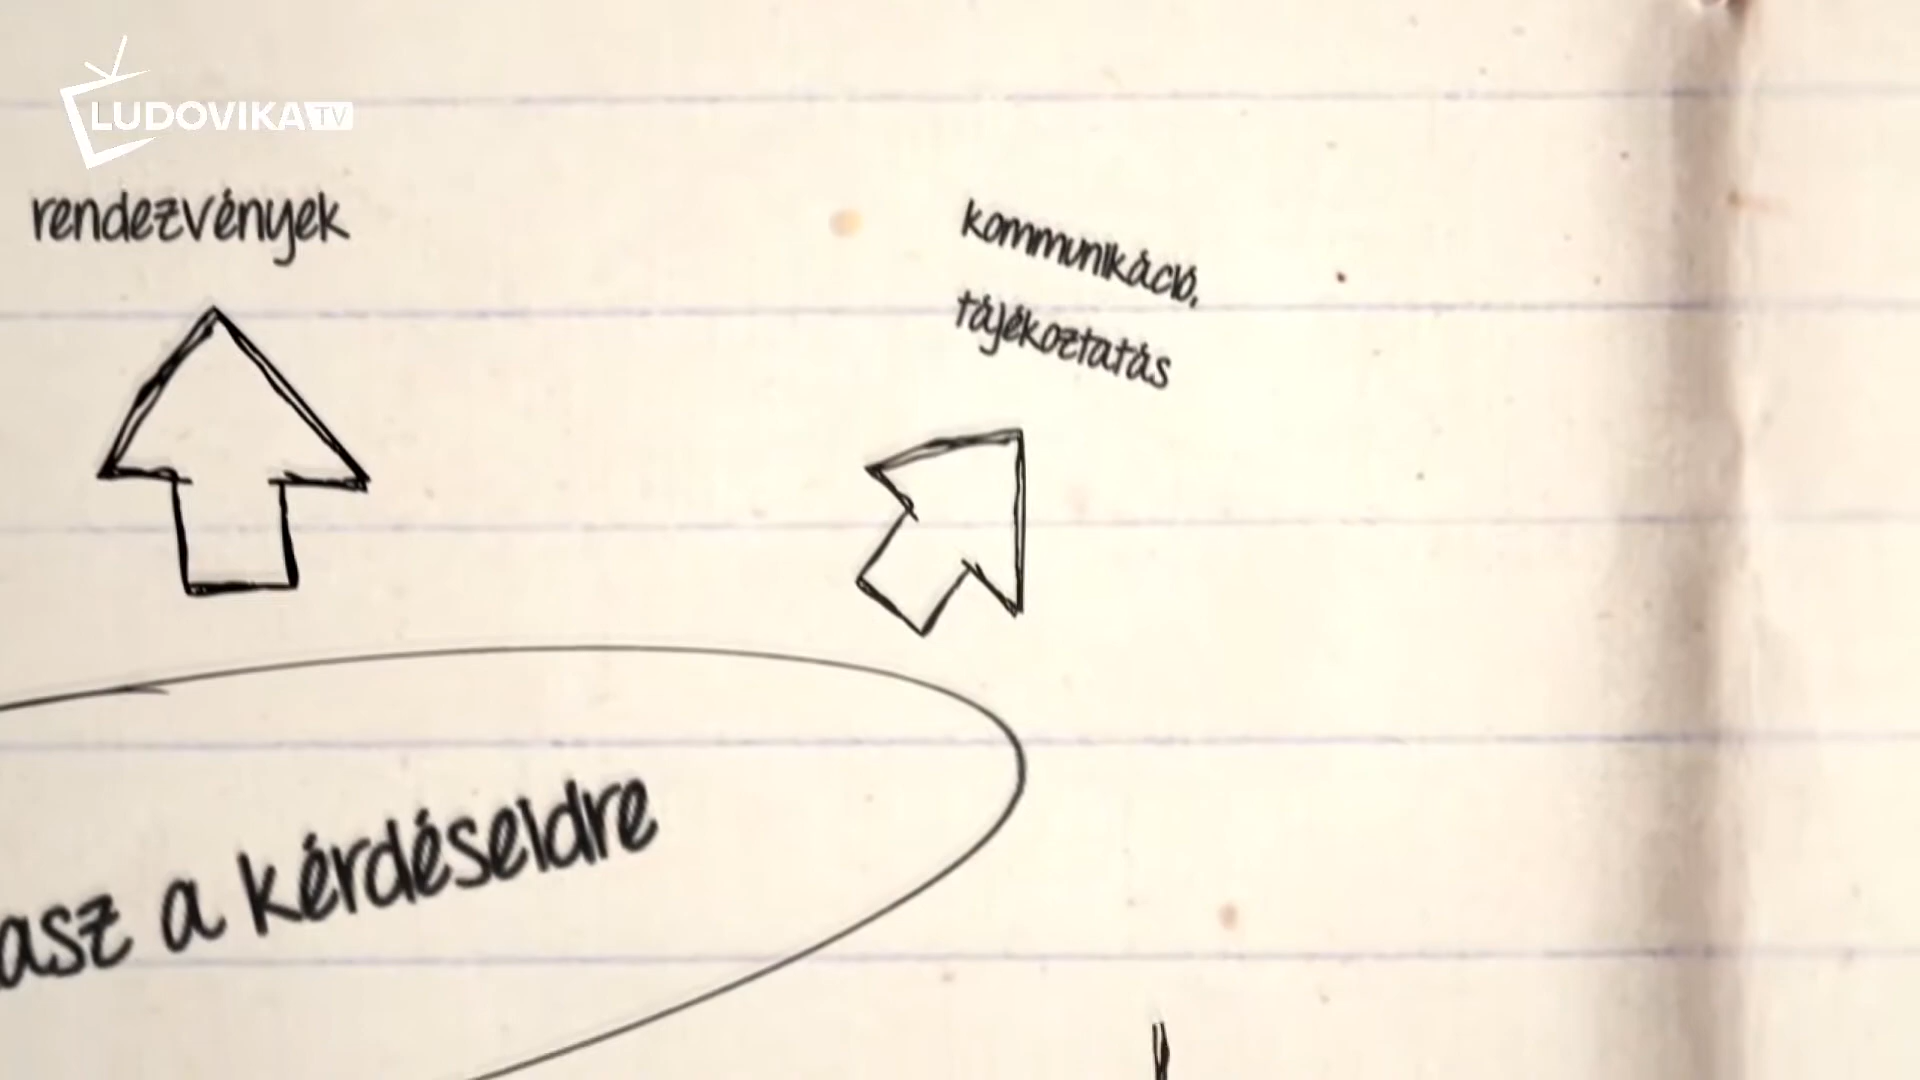 LUDOVIKA TV
rendezvények
kommunikáció,
tájékoztatás
asz a kérdéseidre